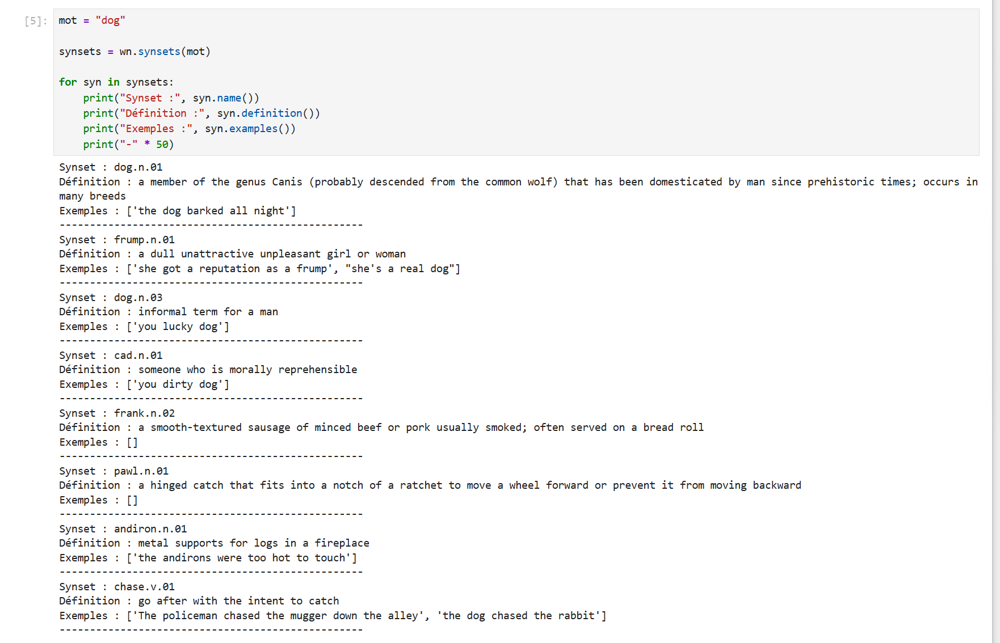 [5]: mot = "dog"
synsets = wn.synsets(mot)
for syn in synsets:
    print("Synset :", syn.name())
    print("Définition :", syn.definition())
    print("Exemples :", syn.examples())
    print("-" * 50)
Synset : dog.n.01
Définition : a member of the genus Canis (probably descended from the common wolf) that has been domesticated by man since prehistoric times; occurs in
many breeds
Exemples : ['the dog barked all night']
--------------------------------------------------
Synset : frump.n.01
Définition : a dull unattractive unpleasant girl or woman
Exemples : ['she got a reputation as a frump', "she's a real dog"]
--------------------------------------------------
Synset : dog.n.03
Définition : informal term for a man
Exemples : ['you lucky dog']
--------------------------------------------------
Synset : cad.n.01
Définition : someone who is morally reprehensible
Exemples : ['you dirty dog']
--------------------------------------------------
Synset : frank.n.02
Définition : a smooth-textured sausage of minced beef or pork usually smoked; often served on a bread roll
Exemples : []
--------------------------------------------------
Synset : pawl.n.01
Définition : a hinged catch that fits into a notch of a ratchet to move a wheel forward or prevent it from moving backward
Exemples : []
--------------------------------------------------
Synset : andiron.n.01
Définition : metal supports for logs in a fireplace
Exemples : ['the andirons were too hot to touch']
--------------------------------------------------
Synset : chase.v.01
Définition : go after with the intent to catch
Exemples : ['The policeman chased the mugger down the alley', 'the dog chased the rabbit']
--------------------------------------------------